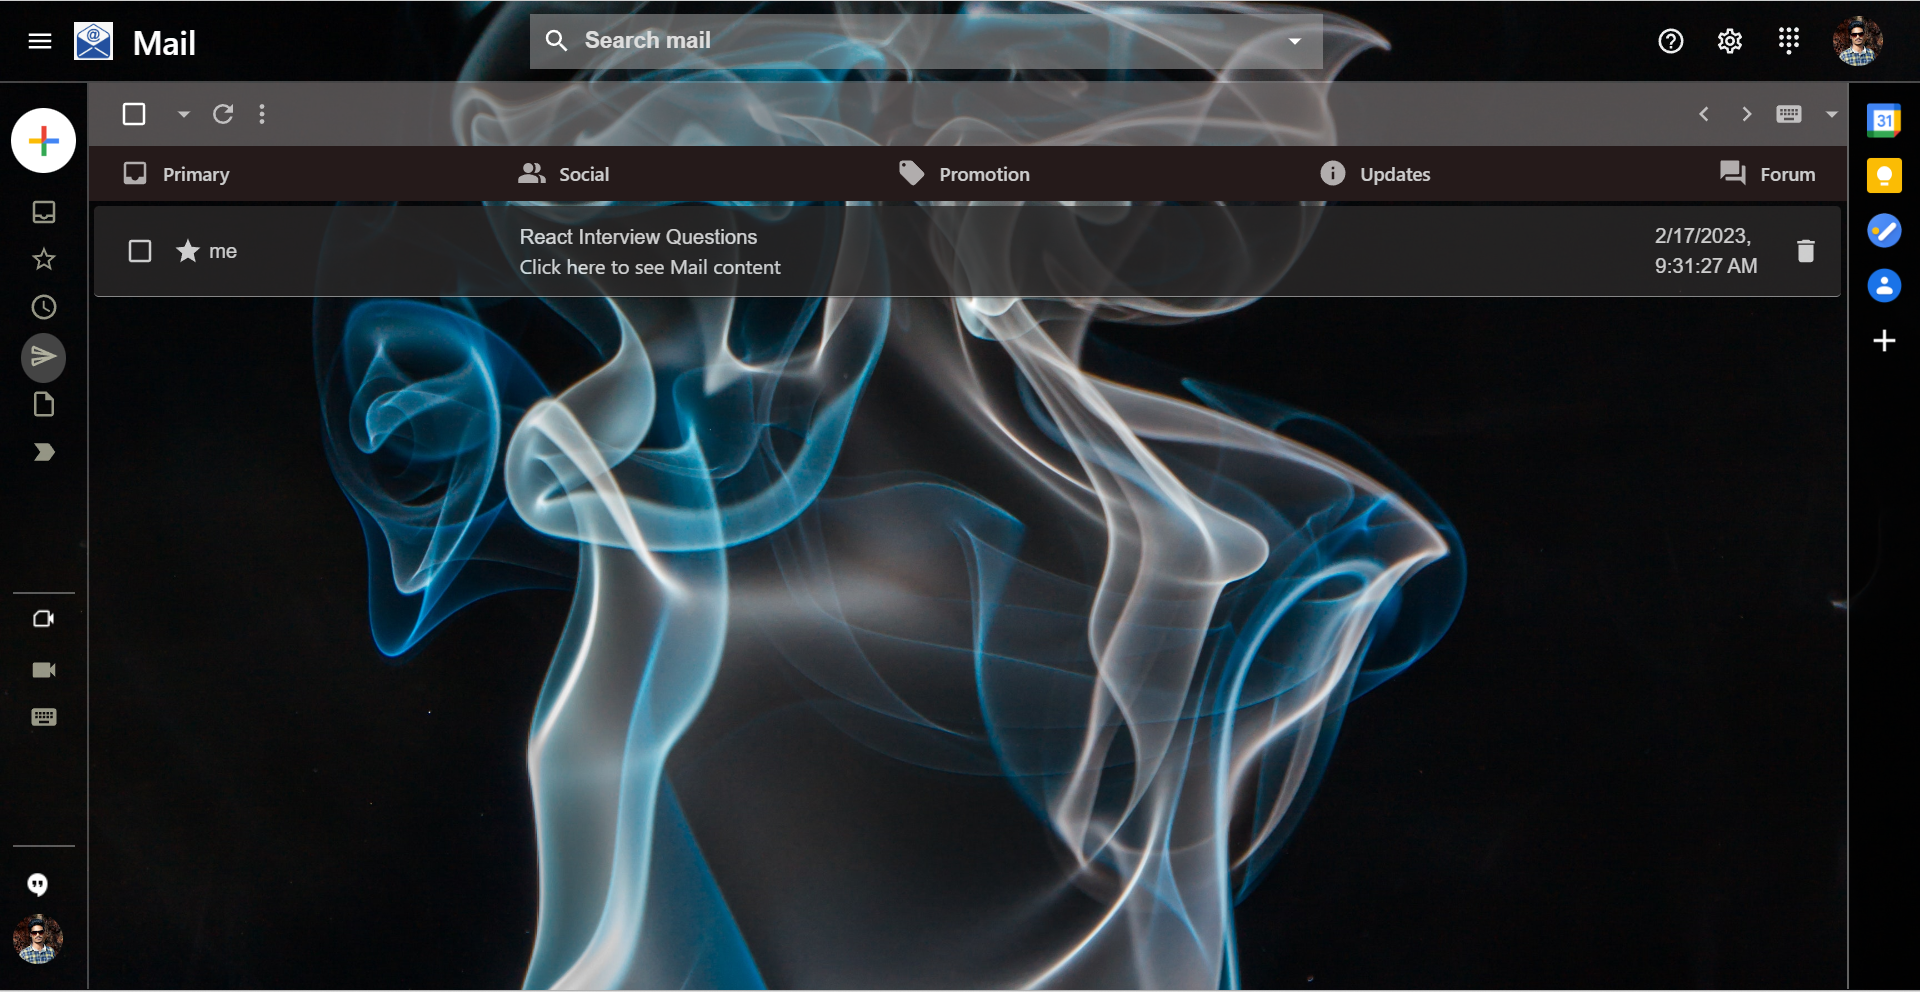 Mail
Search mail
31
Primary
Social
Promotion
Updates
Forum
me
React Interview Questions
Click here to see Mail content
2/17/2023,
9:31:27 AM